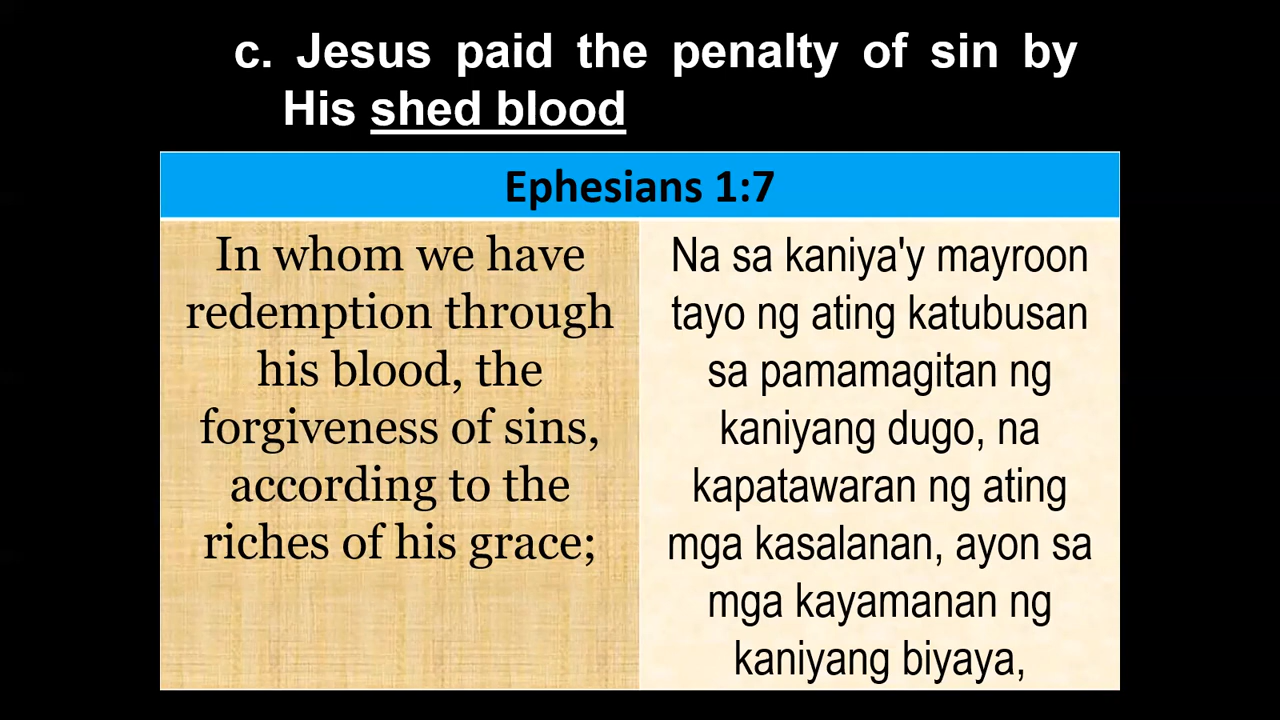 c. Jesus paid the penalty of sin by
His shed blood
Ephesians 1:7
In whom we have
redemption through
his blood, the
forgiveness of sins,
according to the
riches of his grace;
Na sa kaniya'y mayroon
tayo ng ating katubusan
sa pamamagitan ng
kaniyang dugo, na
kapatawaran ng ating
mga kasalanan, ayon sa
mga kayamanan ng
kaniyang biyaya,